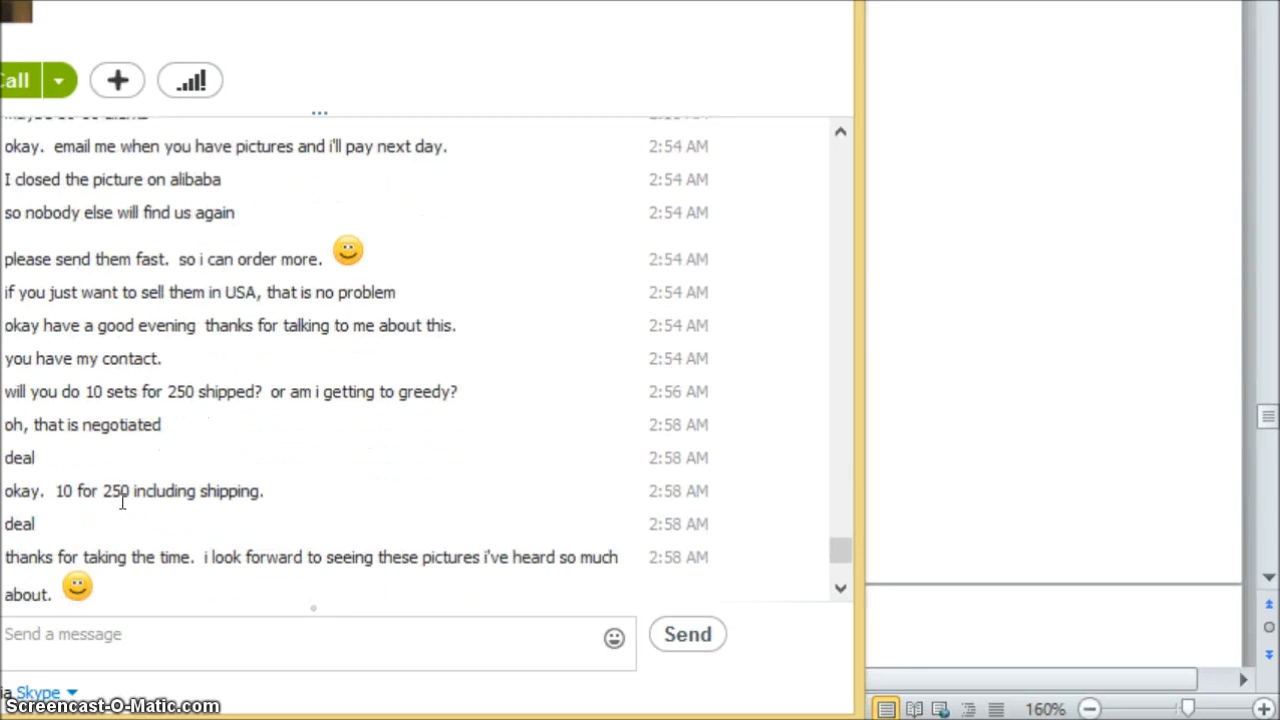 Call
okay.  email me when you have pictures and i'll pay next day. 2:54 AM
I closed the picture on alibaba 2:54 AM
so nobody else will find us again 2:54 AM
please send them fast.  so i can order more. 2:54 AM
if you just want to sell them in USA, that is no problem 2:54 AM
okay have a good evening  thanks for talking to me about this. 2:54 AM
you have my contact. 2:54 AM
will you do 10 sets for 250 shipped?  or am i getting to greedy? 2:56 AM
oh, that is negotiated 2:58 AM
deal 2:58 AM
okay.  10 for 250 including shipping. 2:58 AM
deal 2:58 AM
thanks for taking the time.  i look forward to seeing these pictures i've heard so much 2:58 AM
about.
Send a message Send
ia Skype
Screencast-O-Matic.com 160%